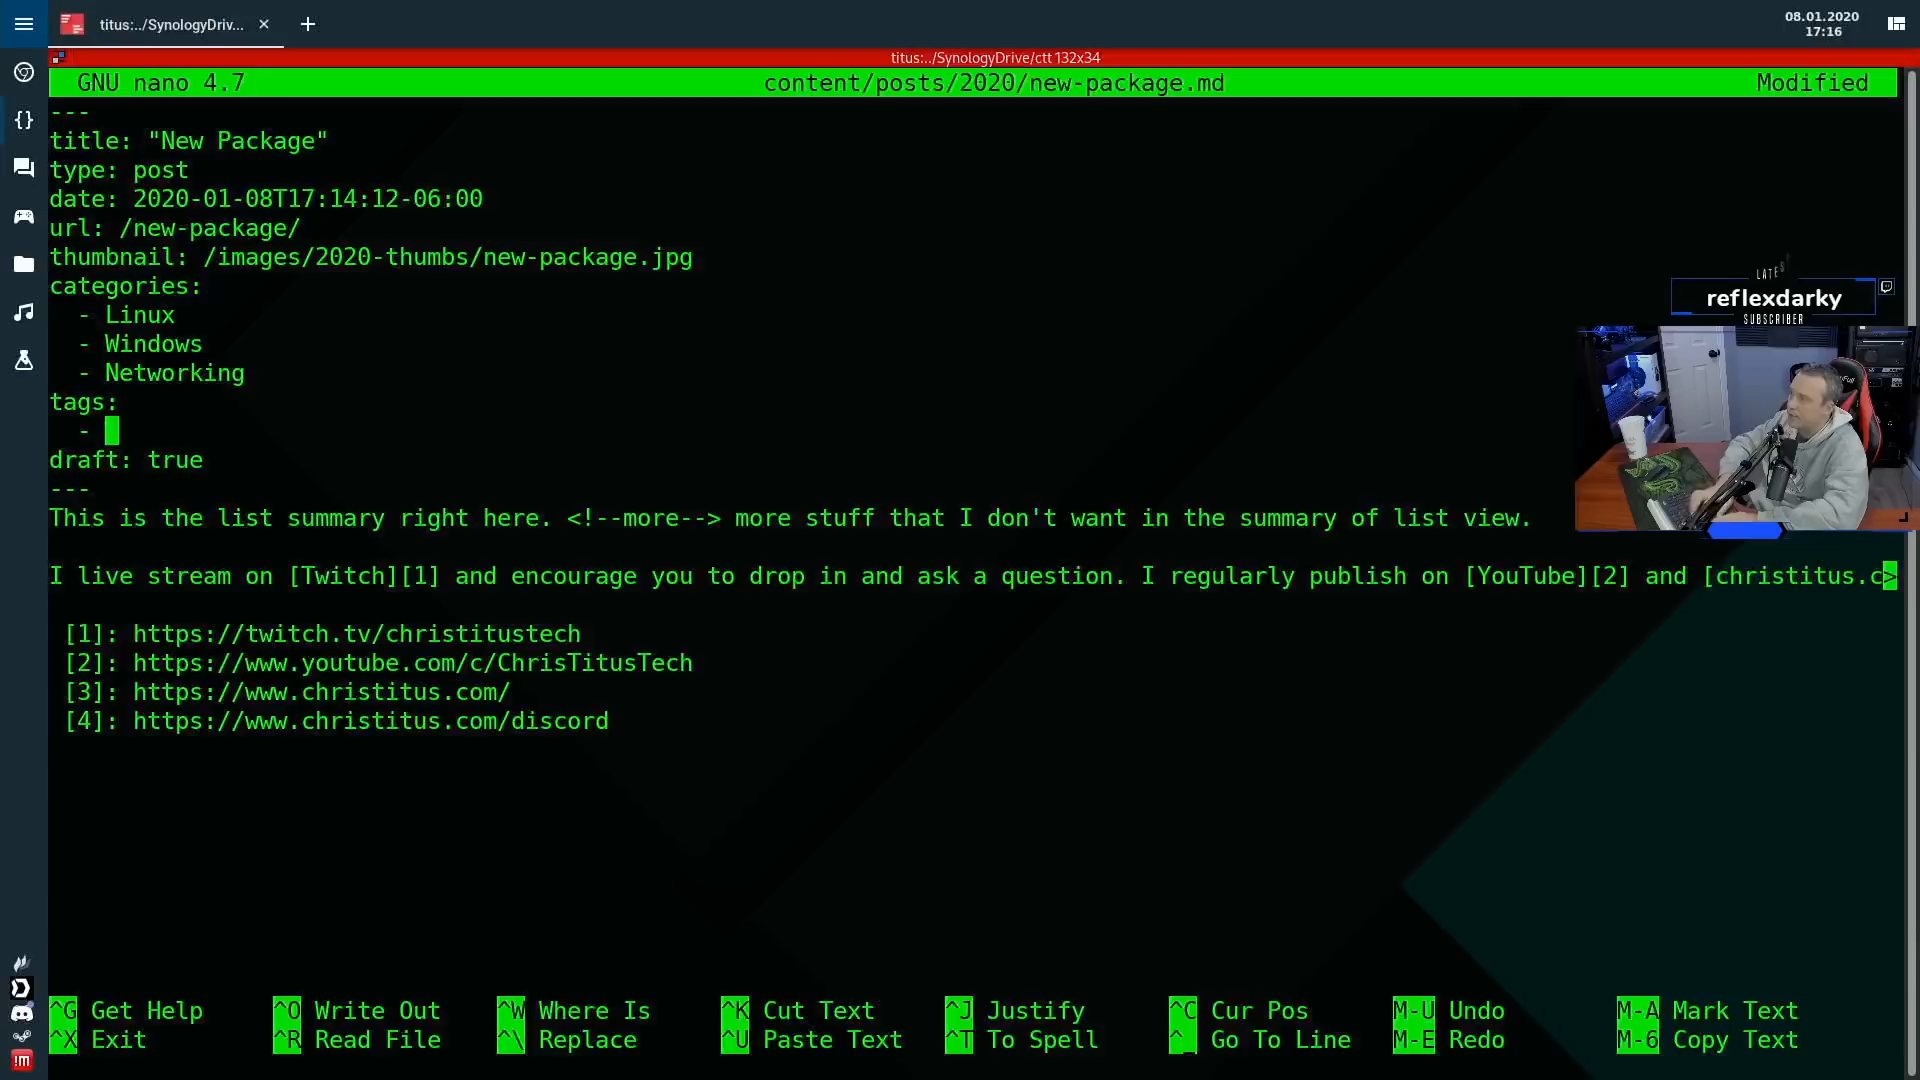 titus:../SynologyDriv...
08.01.2020
17:16
titus:../SynologyDrive/ctt 132x34
GNU nano 4.7 content/posts/2020/new-package.md Modified
---
title: "New Package"
type: post
date: 2020-01-08T17:14:12-06:00
url: /new-package/
thumbnail: /images/2020-thumbs/new-package.jpg
categories:
- Linux
- Windows
- Networking
tags:
-
draft: true
---
This is the list summary right here. <!--more--> more stuff that I don't want in the summary of list view.
I live stream on [Twitch][1] and encourage you to drop in and ask a question. I regularly publish on [YouTube][2] and [christitus.c>
[1]: https://twitch.tv/christitustech
[2]: https://www.youtube.com/c/ChrisTitusTech
[3]: https://www.christitus.com/
[4]: https://www.christitus.com/discord
LATES
reflexdarky
SUBSCRIBER
^G Get Help ^O Write Out ^W Where Is ^K Cut Text ^J Justify ^C Cur Pos M-U Undo M-A Mark Text
^X Exit ^R Read File ^\ Replace ^U Paste Text ^T To Spell ^_ Go To Line M-E Redo M-6 Copy Text
!m